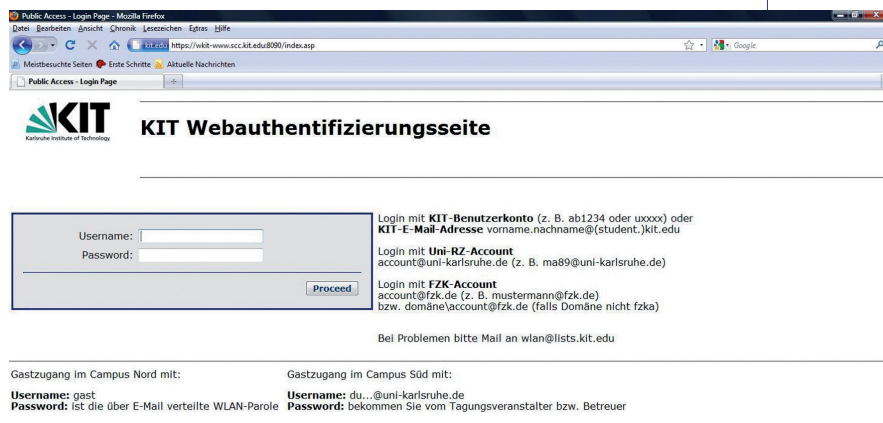 Public Access - Login Page - Mozilla Firefox
Datei Bearbeiten Ansicht Chronik Lesezeichen Extras Hilfe
kit.edu https://wkit-www.scc.kit.edu:8090/index.asp
Google
Meistbesuchte Seiten Erste Schritte Aktuelle Nachrichten
Public Access - Login Page
KIT
Karlsruhe Institute of Technology
KIT Webauthentifizierungsseite
Username:
Password:
Proceed
Login mit KIT-Benutzerkonto (z. B. ab1234 oder uxxxx) oder
KIT-E-Mail-Adresse vorname.nachname@(student.)kit.edu
Login mit Uni-RZ-Account
account@uni-karlsruhe.de (z. B. ma89@uni-karlsruhe.de)
Login mit FZK-Account
account@fzk.de (z. B. mustermann@fzk.de)
bzw. domäne\account@fzk.de (falls Domäne nicht fzka)
Bei Problemen bitte Mail an wlan@lists.kit.edu
Gastzugang im Campus Nord mit:
Username: gast
Password: ist die über E-Mail verteilte WLAN-Parole
Gastzugang im Campus Süd mit:
Username: du...@uni-karlsruhe.de
Password: bekommen Sie vom Tagungsveranstalter bzw. Betreuer